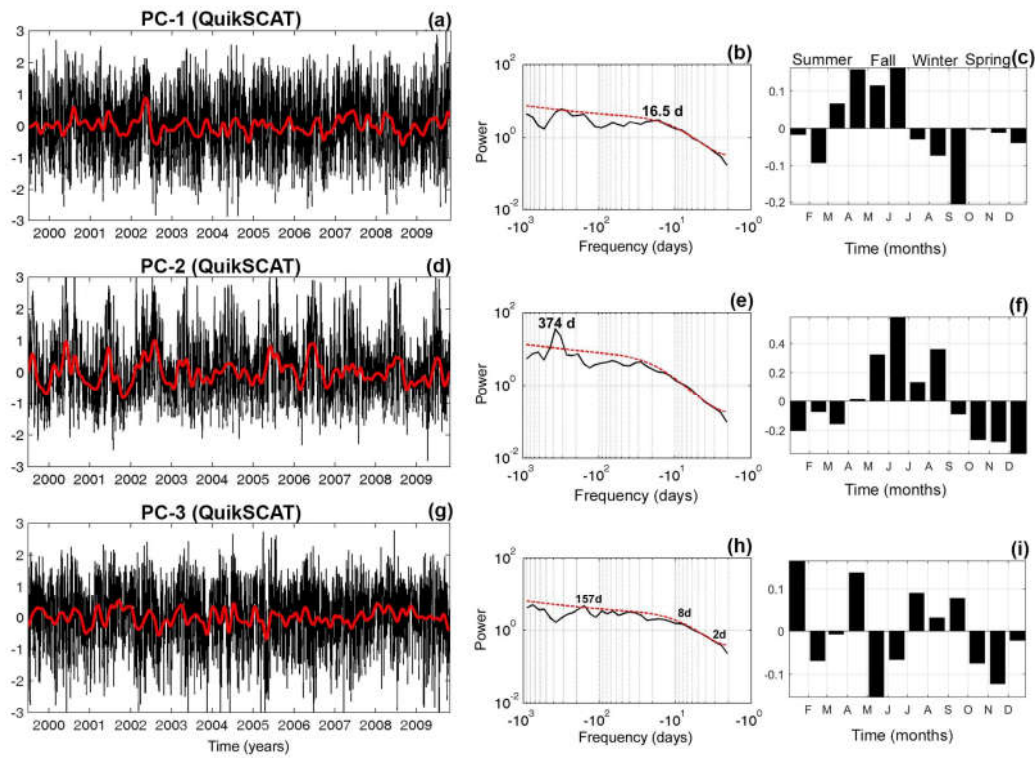 PC-1 (QuikSCAT) (a)
3
2
1
0
-1
-2
3
2000 2001 2002 2003 2004 2005 2006 2007 2008 2009
(b)
10²
10⁰
10⁻²
Power
16.5 d
-10³ -10² -10¹ -10⁰
Frequency (days)
Summer Fall Winter Spring (c)
0.1
0
-0.1
-0.2
F M A M J J A S O N D
Time (months)
PC-2 (QuikSCAT) (d)
3
2
1
0
-1
-2
-3
2000 2001 2002 2003 2004 2005 2006 2007 2008 2009
(e)
10²
10⁰
10⁻²
Power
374 d
-10³ -10² -10¹ -10⁰
Frequency (days)
(f)
0.4
0.2
0
-0.2
F M A M J J A S O N D
Time (months)
PC-3 (QuikSCAT) (g)
3
2
1
0
-1
-2
-3
2000 2001 2002 2003 2004 2005 2006 2007 2008 2009
Time (years)
(h)
10²
10⁰
10⁻²
Power
157d 8d 2d
-10³ -10² -10¹ -10⁰
Frequency (days)
(i)
0.1
0
-0.1
F M A M J J A S O N D
Time (months)